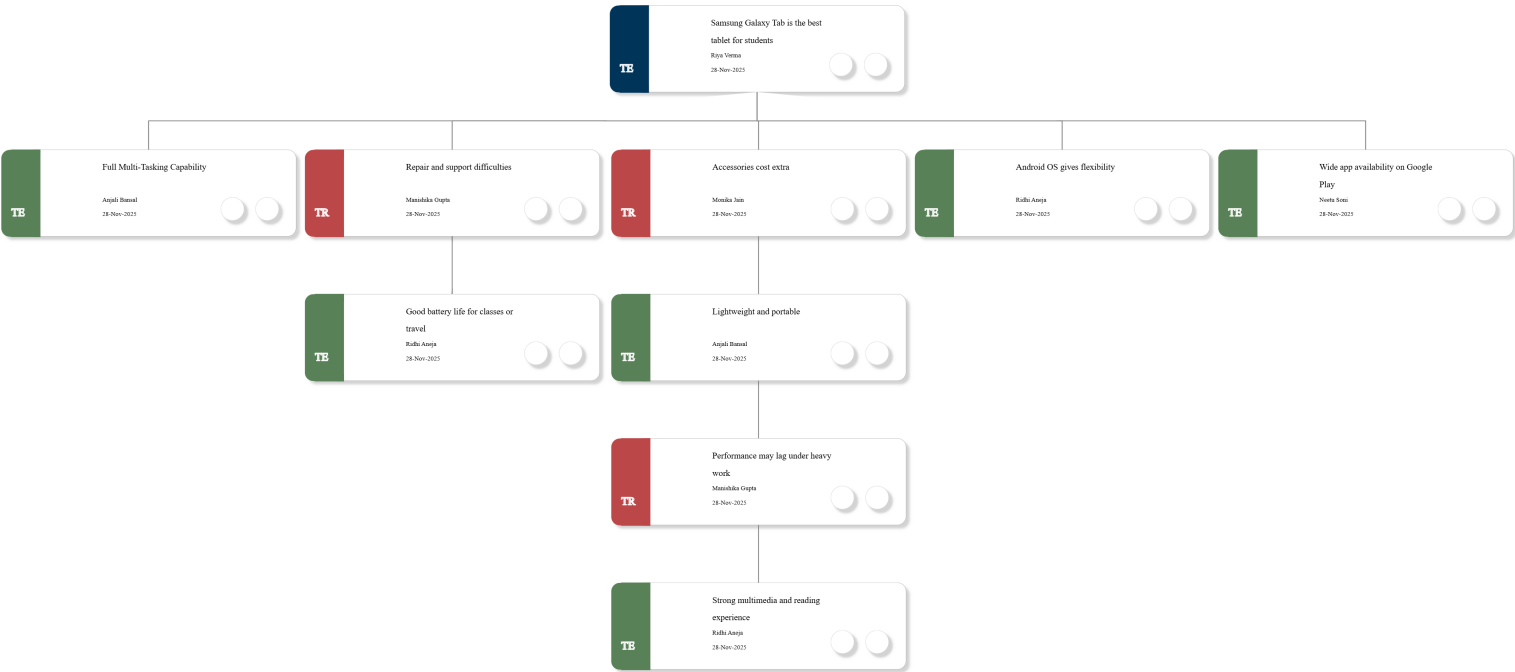 Samsung Galaxy Tab is the best
tablet for students
Riya Verma
28-Nov-2025
TE
Full Multi-Tasking Capability
Anjali Bansal
28-Nov-2025
TE
Repair and support difficulties
Manishika Gupta
28-Nov-2025
TR
Accessories cost extra
Monika Jain
28-Nov-2025
TR
Android OS gives flexibility
Ridhi Aneja
28-Nov-2025
TE
Wide app availability on Google
Play
Neetu Soni
28-Nov-2025
TE
Good battery life for classes or
travel
Ridhi Aneja
28-Nov-2025
TE
Lightweight and portable
Anjali Bansal
28-Nov-2025
TE
Performance may lag under heavy
work
Manishika Gupta
28-Nov-2025
TR
Strong multimedia and reading
experience
Ridhi Aneja
28-Nov-2025
TE